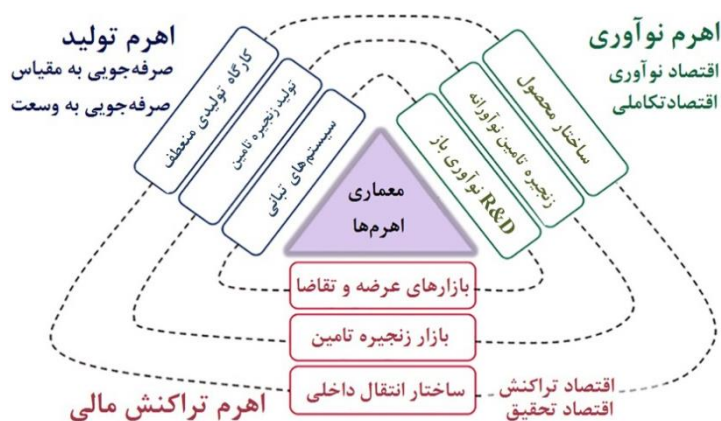 اهرم نوآوری
اقتصاد نوآوری
اقتصادتکاملی
ساختار محصول
زنجیره تامین نوآورانه
R&D نوآوری باز
اهرم تولید
صرفه‌جویی به مقیاس
صرفه‌جویی به وسعت
کارگاه تولیدی منعطف
تولید زنجیره تامین
سیستم‌های تبانی
معماری
اهرم‌ها
بازارهای عرضه و تقاضا
بازار زنجیره تامین
ساختار انتقال داخلی
اقتصاد تراکنش
اقتصاد تحقیق
اهرم تراکنش مالی